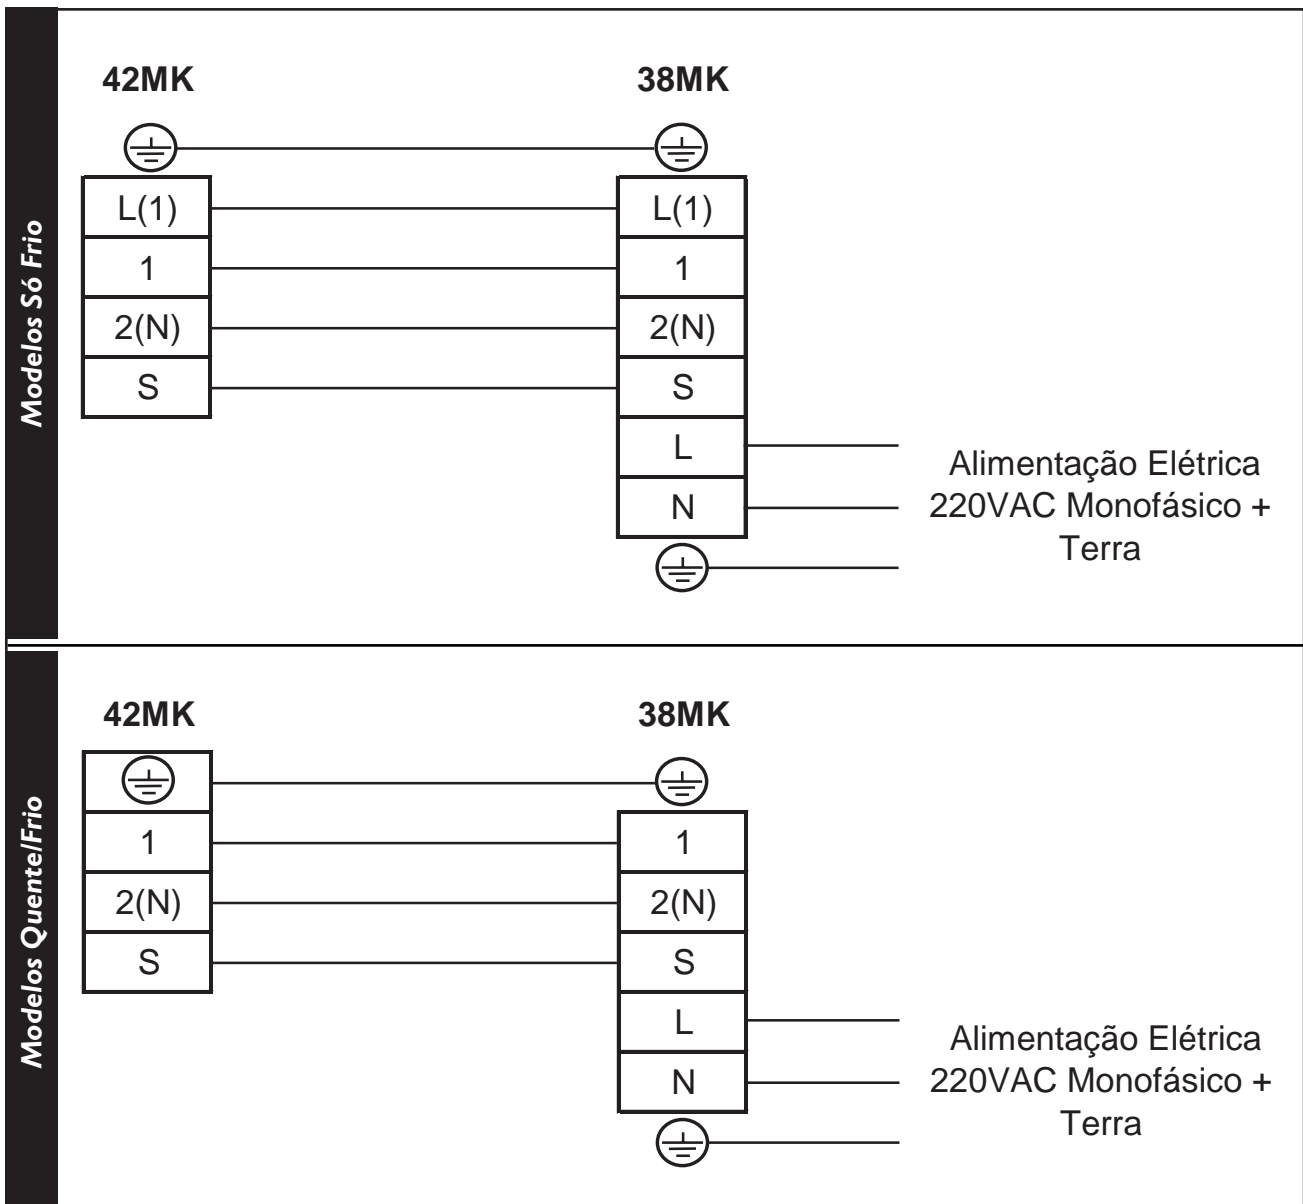 Modelos Só Frio
42MK 38MK
L(1) L(1)
1 1
2(N) 2(N)
S S
L
N
Alimentação Elétrica
220VAC Monofásico +
Terra
Modelos Quente/Frio
42MK 38MK
1 1
2(N) 2(N)
S S
L
N
Alimentação Elétrica
220VAC Monofásico +
Terra